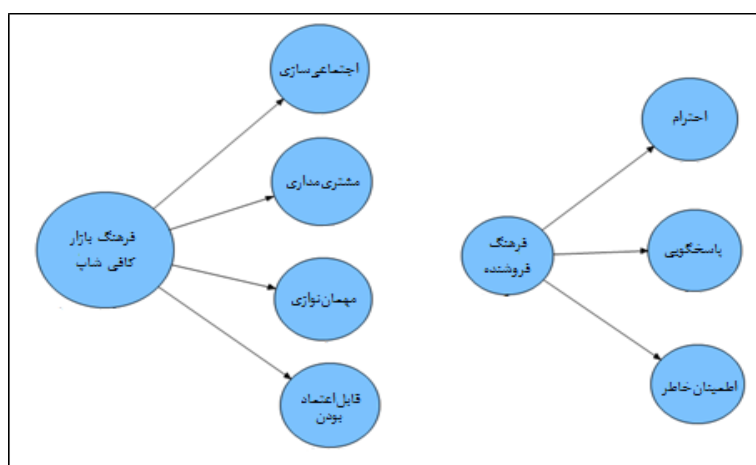 اجتماعی‌سازی
مشتری‌مداری
فرهنگ بازار
کافی شاپ
مهمان‌نوازی
قابل‌اعتماد
بودن
احترام
فرهنگ
فروشنده
پاسخگویی
اطمینان‌خاطر